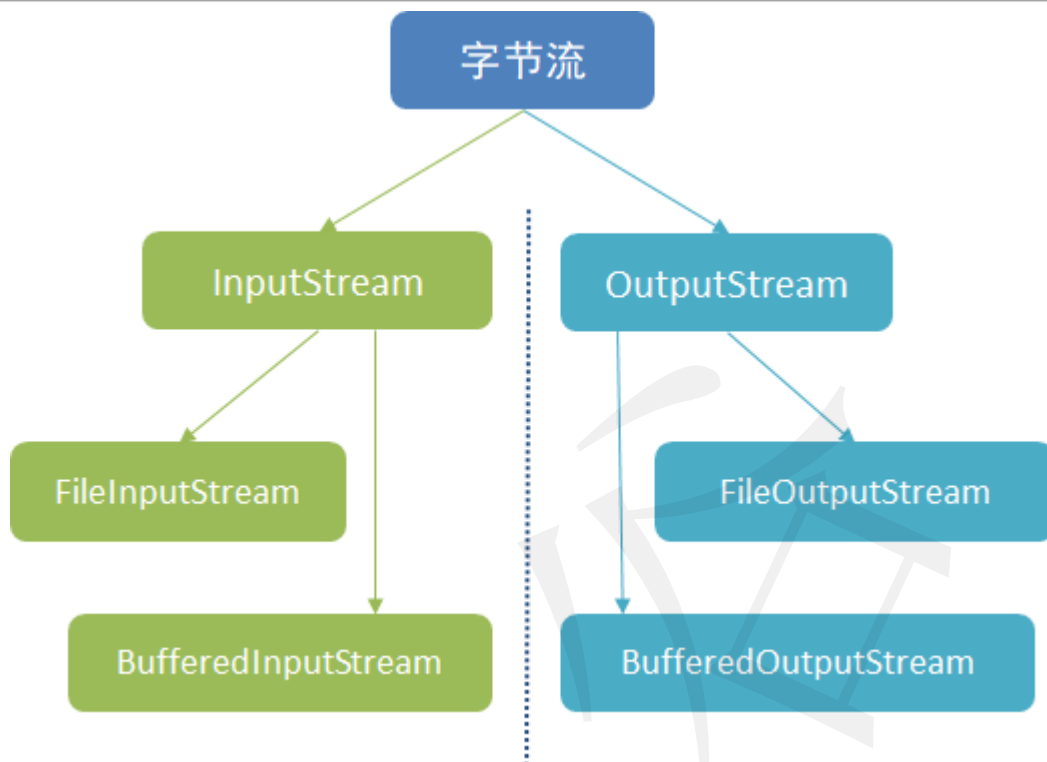 字节流
InputStream
OutputStream
FileInputStream
FileOutputStream
BufferedInputStream
BufferedOutputStream